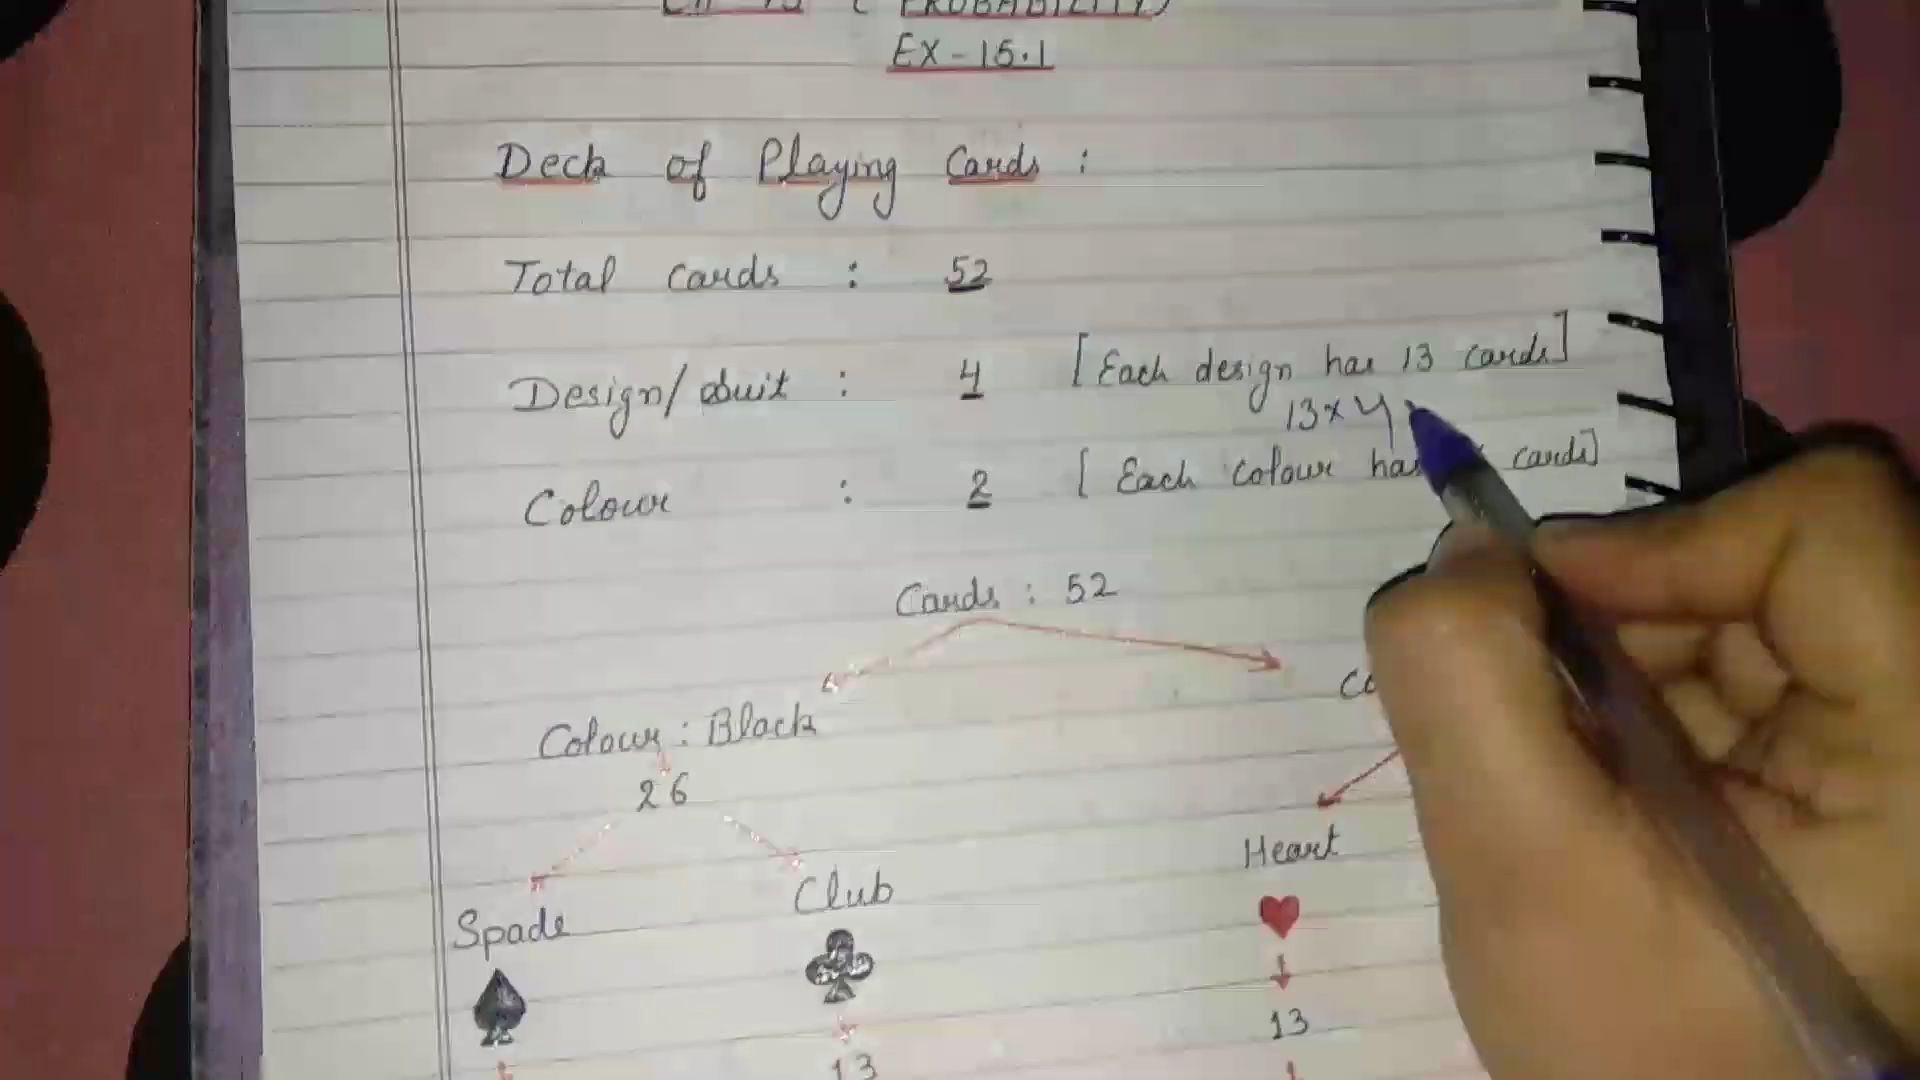 (PROBABILITY)
EX-15.1
Deck of Playing Cards :
Total cards : 52
Design/Suit : 4 [Each design has 13 cards]
13×4
Colour : 2 [Each colour has cards]
Cards : 52
Colour : Black
26
Spade Club Heart
13 13